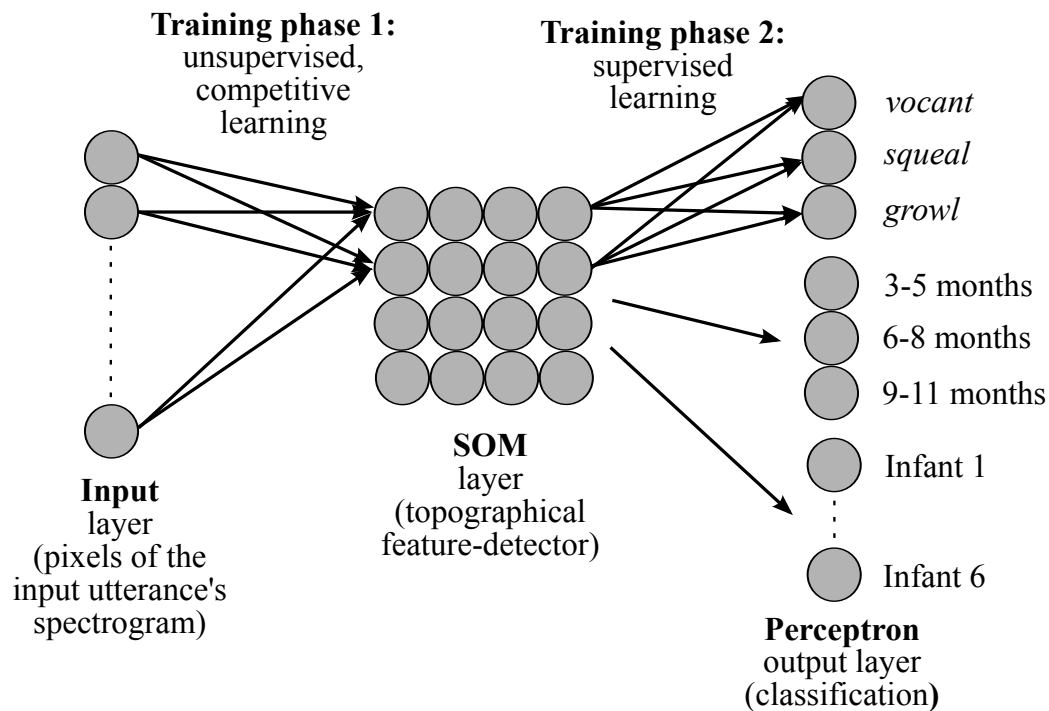 Training phase 1:
unsupervised,
competitive
learning
Training phase 2:
supervised
learning
vocant
squeal
growl
3-5 months
6-8 months
9-11 months
Infant 1
Infant 6
Input
layer
(pixels of the
input utterance's
spectrogram)
SOM
layer
(topographical
feature-detector)
Perceptron
output layer
(classification)